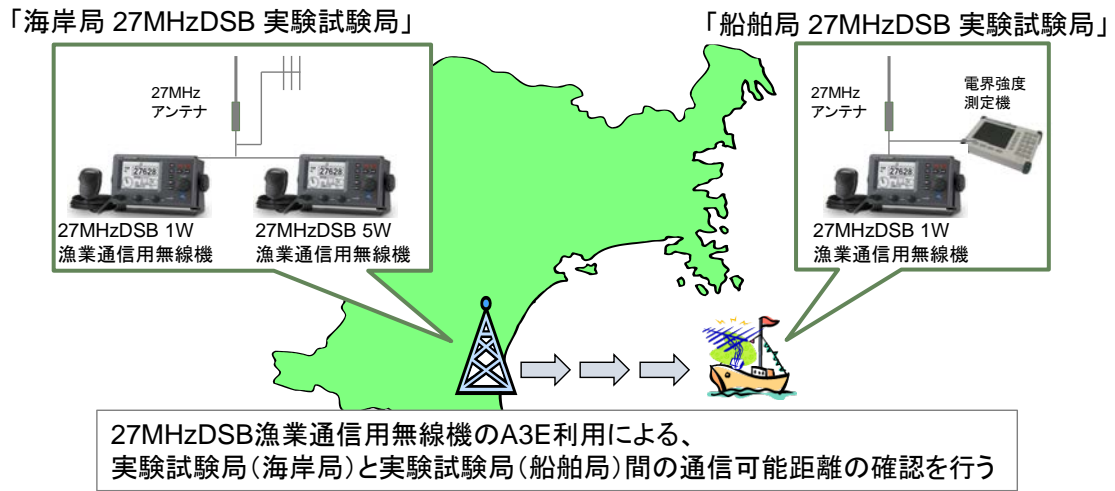 「海岸局 27MHzDSB 実験試験局」
27MHz
アンテナ
27628
27628
27MHzDSB 1W
漁業通信用無線機
27MHzDSB 5W
漁業通信用無線機
「船舶局 27MHzDSB 実験試験局」
27MHz
アンテナ
電界強度
測定機
27628
27MHzDSB 1W
漁業通信用無線機
27MHzDSB漁業通信用無線機のA3E利用による、
実験試験局(海岸局)と実験試験局(船舶局)間の通信可能距離の確認を行う